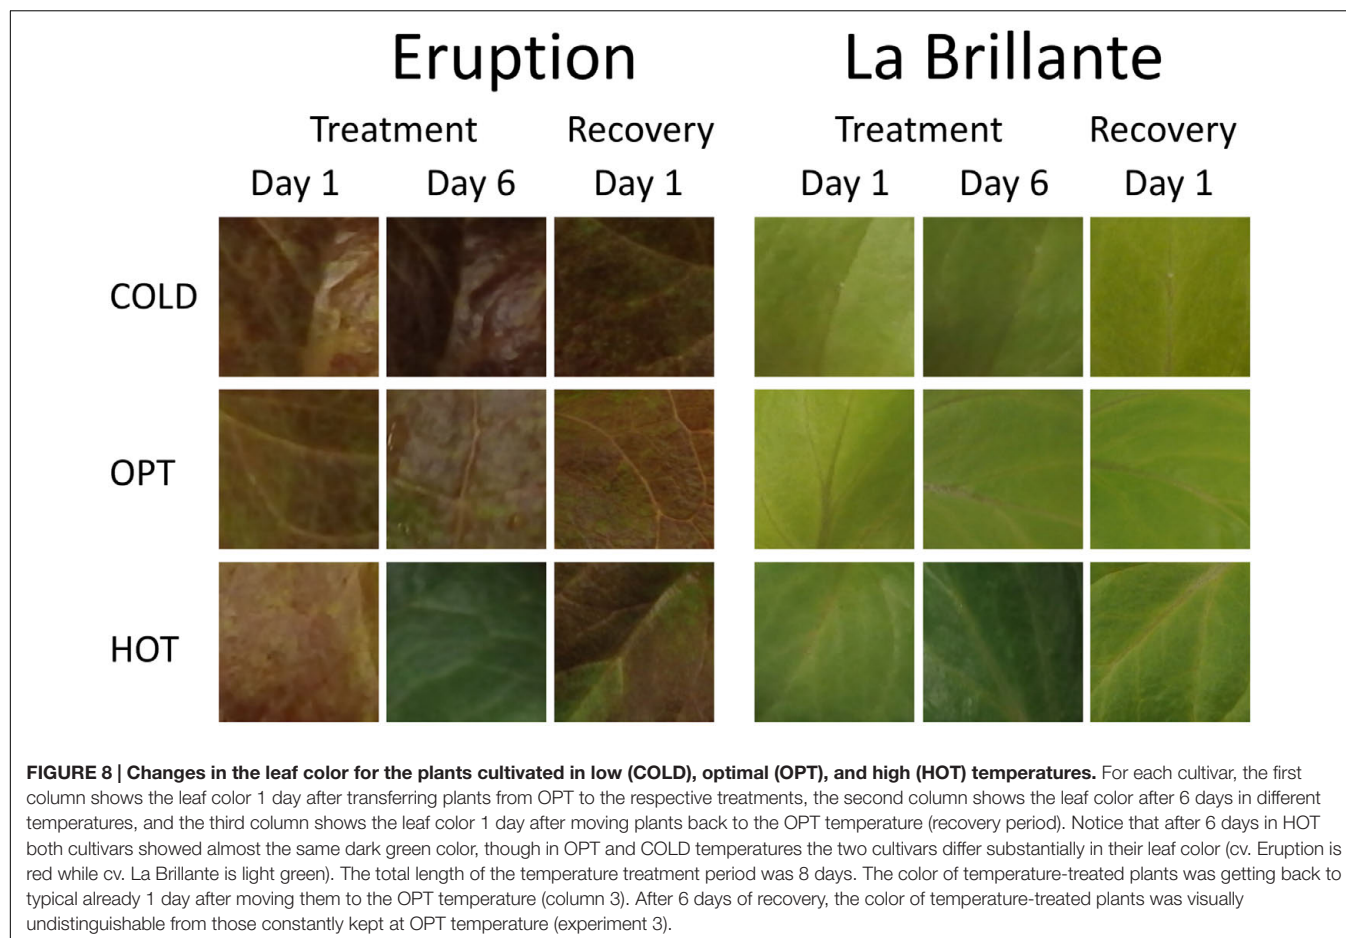 Eruption La Brillante
Treatment Recovery Treatment Recovery
Day 1 Day 6 Day 1 Day 1 Day 6 Day 1
COLD
OPT
HOT
FIGURE 8 | Changes in the leaf color for the plants cultivated in low (COLD), optimal (OPT), and high (HOT) temperatures. For each cultivar, the first
column shows the leaf color 1 day after transferring plants from OPT to the respective treatments, the second column shows the leaf color after 6 days in different
temperatures, and the third column shows the leaf color 1 day after moving plants back to the OPT temperature (recovery period). Notice that after 6 days in HOT
both cultivars showed almost the same dark green color, though in OPT and COLD temperatures the two cultivars differ substantially in their leaf color (cv. Eruption is
red while cv. La Brillante is light green). The total length of the temperature treatment period was 8 days. The color of temperature-treated plants was getting back to
typical already 1 day after moving them to the OPT temperature (column 3). After 6 days of recovery, the color of temperature-treated plants was visually
undistinguishable from those constantly kept at OPT temperature (experiment 3).